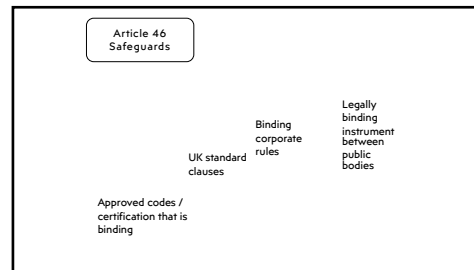 Article 46
Safeguards
Legally
binding
instrument
between
public
bodies
Binding
corporate
rules
UK standard
clauses
Approved codes /
certification that is
binding